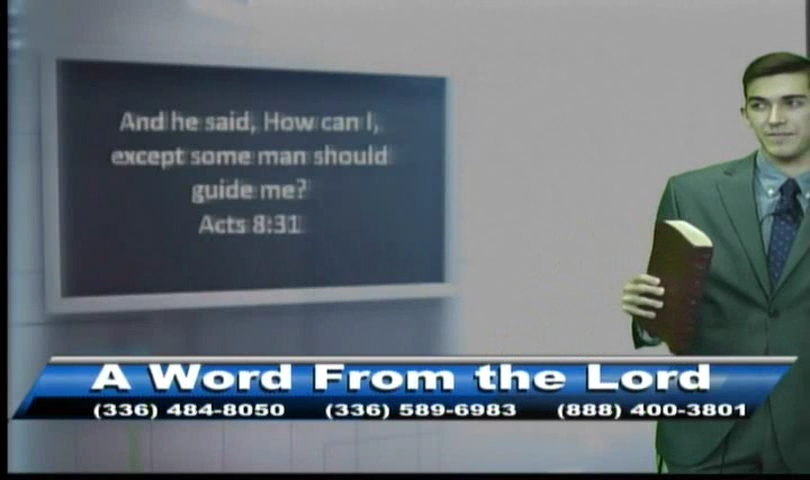 And he said, How can I,
except some man should
guide me?
Acts 8:31
A Word From the Lord
(336) 484-8050 (336) 589-6983 (888) 400-3801